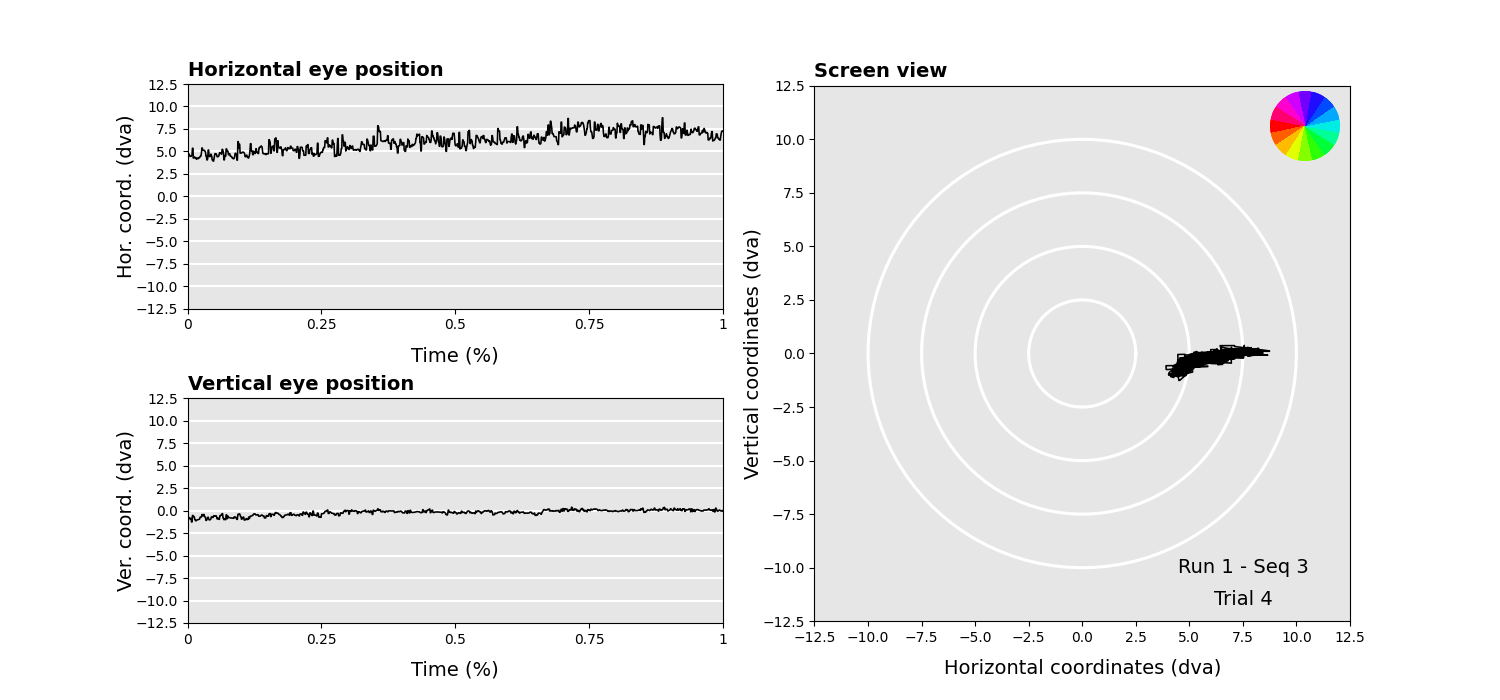 Horizontal eye position
Hor. coord. (dva)
12.5
10.0
7.5
5.0
2.5
0.0
−2.5
−5.0
−7.5
−10.0
−12.5
0 0.25 0.5 0.75 1
Time (%)
Vertical eye position
Ver. coord. (dva)
12.5
10.0
7.5
5.0
2.5
0.0
−2.5
−5.0
−7.5
−10.0
−12.5
0 0.25 0.5 0.75 1
Time (%)
Screen view
Vertical coordinates (dva)
12.5
10.0
7.5
5.0
2.5
0.0
−2.5
−5.0
−7.5
−10.0
−12.5
Run 1 - Seq 3
Trial 4
−12.5 −10.0 −7.5 −5.0 −2.5 0.0 2.5 5.0 7.5 10.0 12.5
Horizontal coordinates (dva)